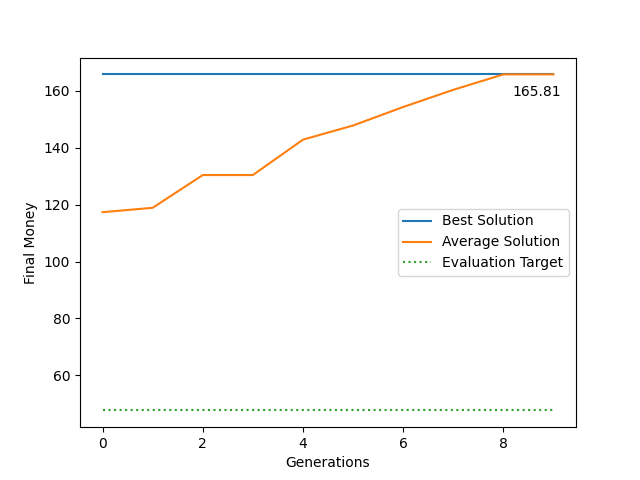 160
140
120
100
80
60
Final Money
165.81
Best Solution
Average Solution
Evaluation Target
0 2 4 6 8
Generations